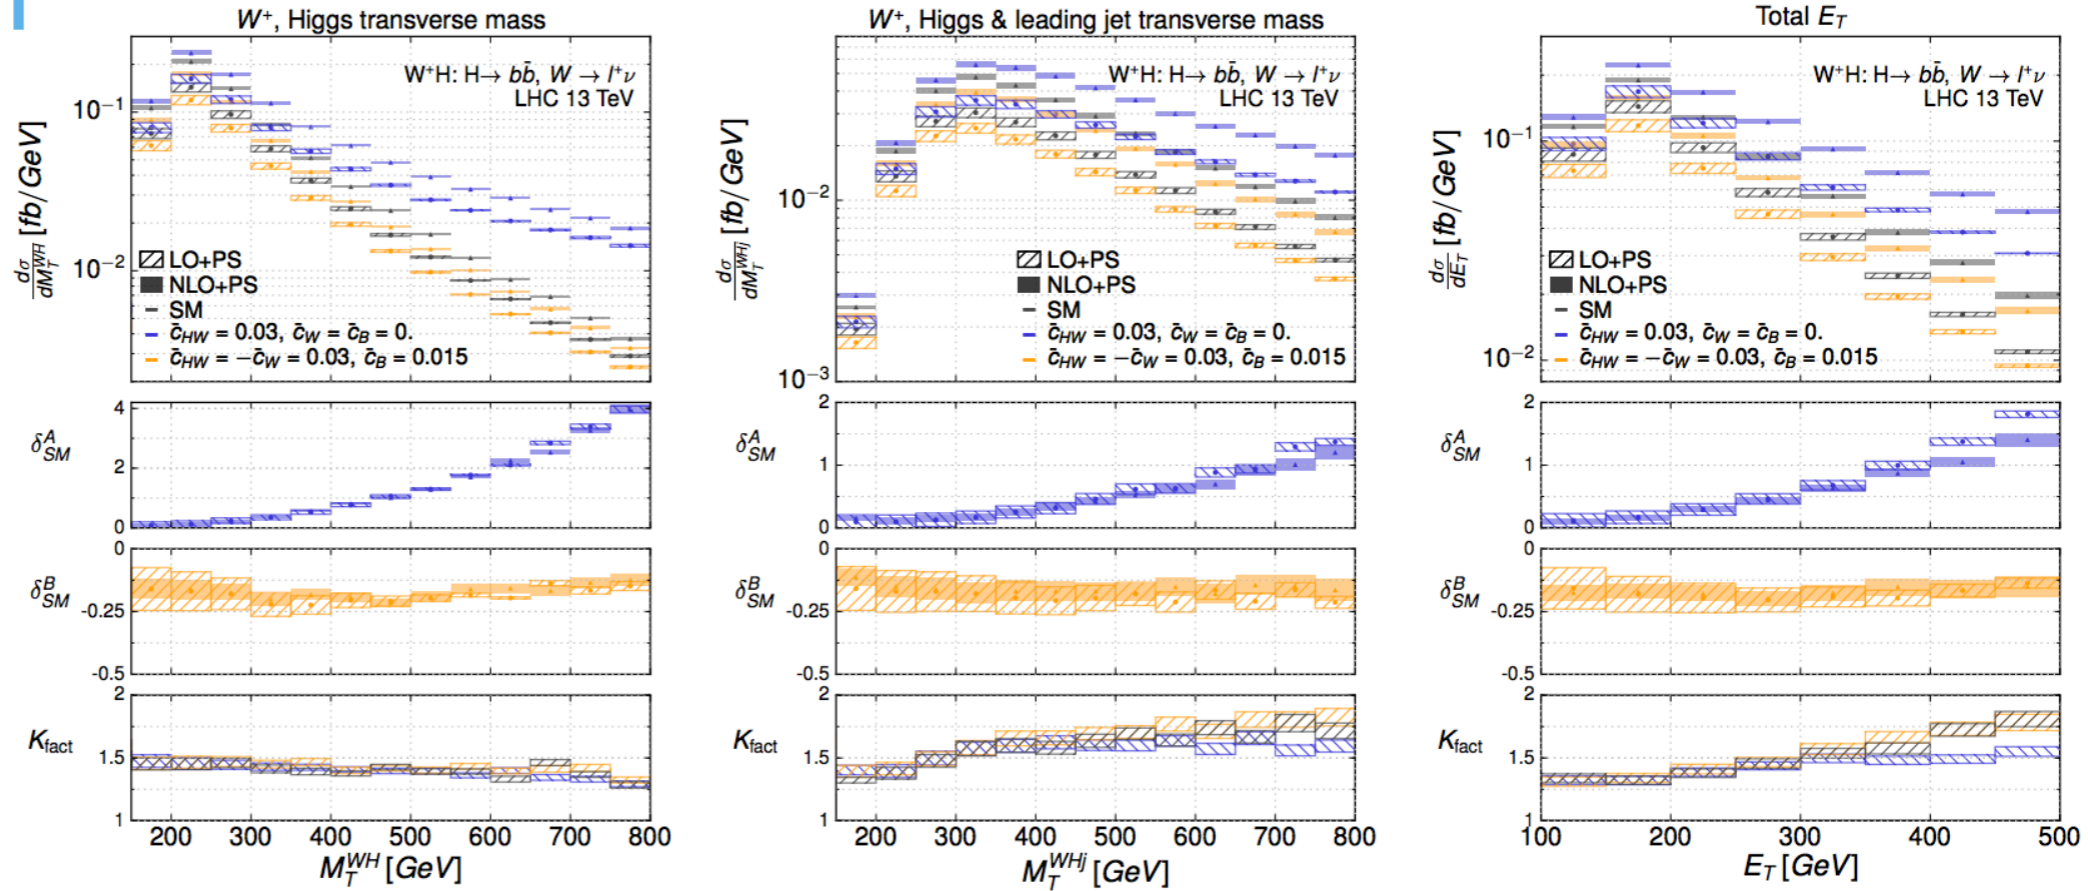 W⁺, Higgs transverse mass
W⁺H: H→ bb̄, W → l⁺ν
LHC 13 TeV
10⁻¹
10⁻²
dσ/dM_T^{WH} [fb/GeV]
LO+PS
NLO+PS
SM
c̄_HW = 0.03, c̄_W = c̄_B = 0.
c̄_HW = −c̄_W = 0.03, c̄_B = 0.015
4
2
0
δ^A_SM
0
-0.25
-0.5
δ^B_SM
2
1.5
1
K_fact
200 300 400 500 600 700 800
M_T^{WH} [GeV]
W⁺, Higgs & leading jet transverse mass
W⁺H: H→ bb̄, W → l⁺ν
LHC 13 TeV
10⁻²
10⁻³
dσ/dM_T^{WHj} [fb/GeV]
LO+PS
NLO+PS
SM
c̄_HW = 0.03, c̄_W = c̄_B = 0.
c̄_HW = −c̄_W = 0.03, c̄_B = 0.015
2
1
0
δ^A_SM
0
-0.25
-0.5
δ^B_SM
2
1.5
1
K_fact
200 300 400 500 600 700 800
M_T^{WHj} [GeV]
Total E_T
W⁺H: H→ bb̄, W → l⁺ν
LHC 13 TeV
10⁻¹
10⁻²
dσ/dE_T [fb/GeV]
LO+PS
NLO+PS
SM
c̄_HW = 0.03, c̄_W = c̄_B = 0.
c̄_HW = −c̄_W = 0.03, c̄_B = 0.015
2
1
0
δ^A_SM
0
-0.25
-0.5
δ^B_SM
2
1.5
1
K_fact
100 200 300 400 500
E_T [GeV]